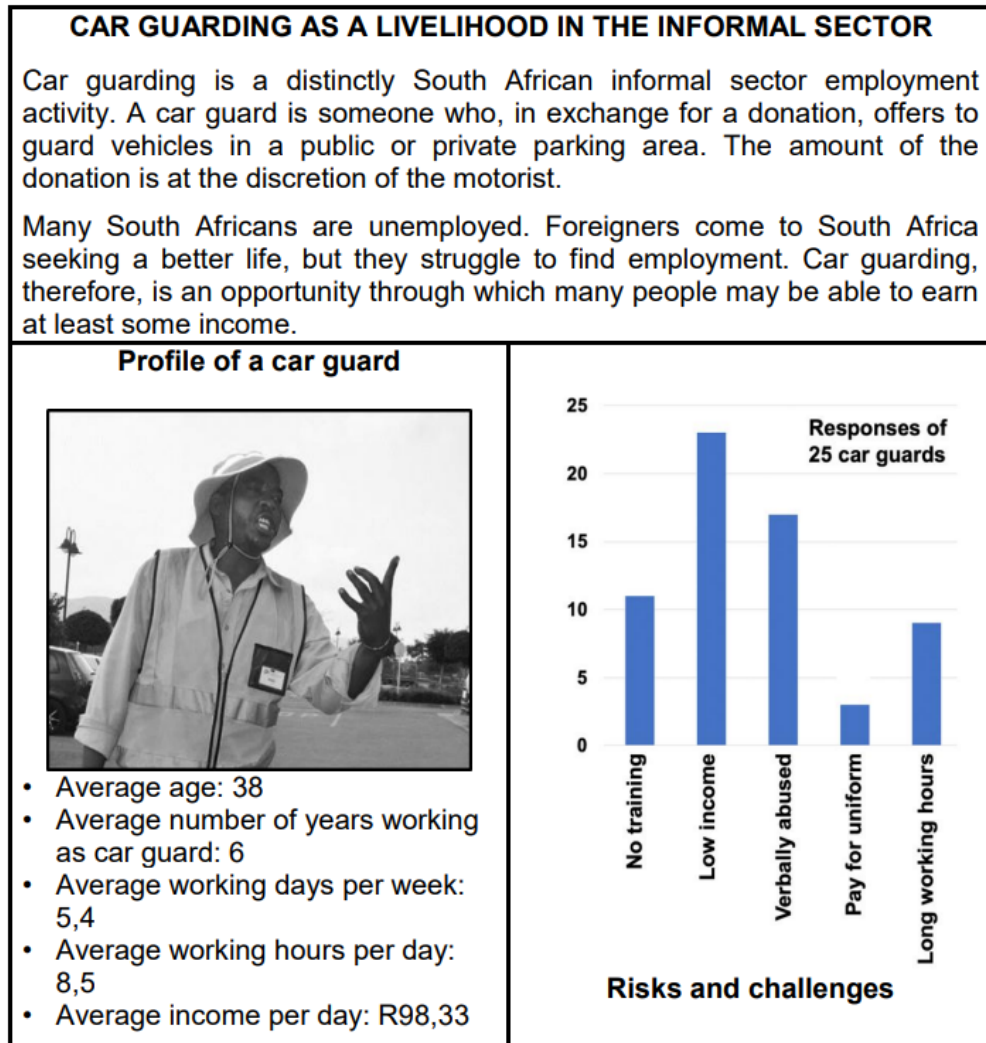 CAR GUARDING AS A LIVELIHOOD IN THE INFORMAL SECTOR
Car guarding is a distinctly South African informal sector employment
activity. A car guard is someone who, in exchange for a donation, offers to
guard vehicles in a public or private parking area. The amount of the
donation is at the discretion of the motorist.
Many South Africans are unemployed. Foreigners come to South Africa
seeking a better life, but they struggle to find employment. Car guarding,
therefore, is an opportunity through which many people may be able to earn
at least some income.
Profile of a car guard
• Average age: 38
• Average number of years working
as car guard: 6
• Average working days per week:
5,4
• Average working hours per day:
8,5
• Average income per day: R98,33
Responses of
25 car guards
25
20
15
10
5
0
No training
Low income
Verbally abused
Pay for uniform
Long working hours
Risks and challenges